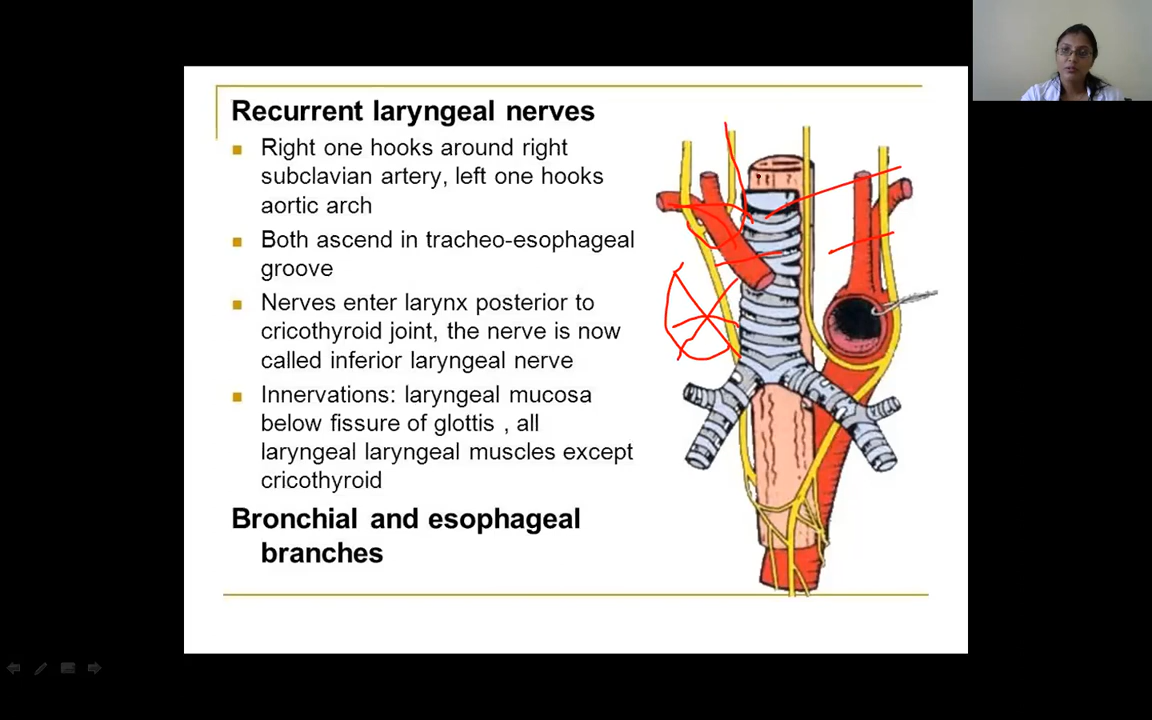 Recurrent laryngeal nerves
Right one hooks around right
subclavian artery, left one hooks
aortic arch
Both ascend in tracheo-esophageal
groove
Nerves enter larynx posterior to
cricothyroid joint, the nerve is now
called inferior laryngeal nerve
Innervations: laryngeal mucosa
below fissure of glottis , all
laryngeal laryngeal muscles except
cricothyroid
Bronchial and esophageal
branches